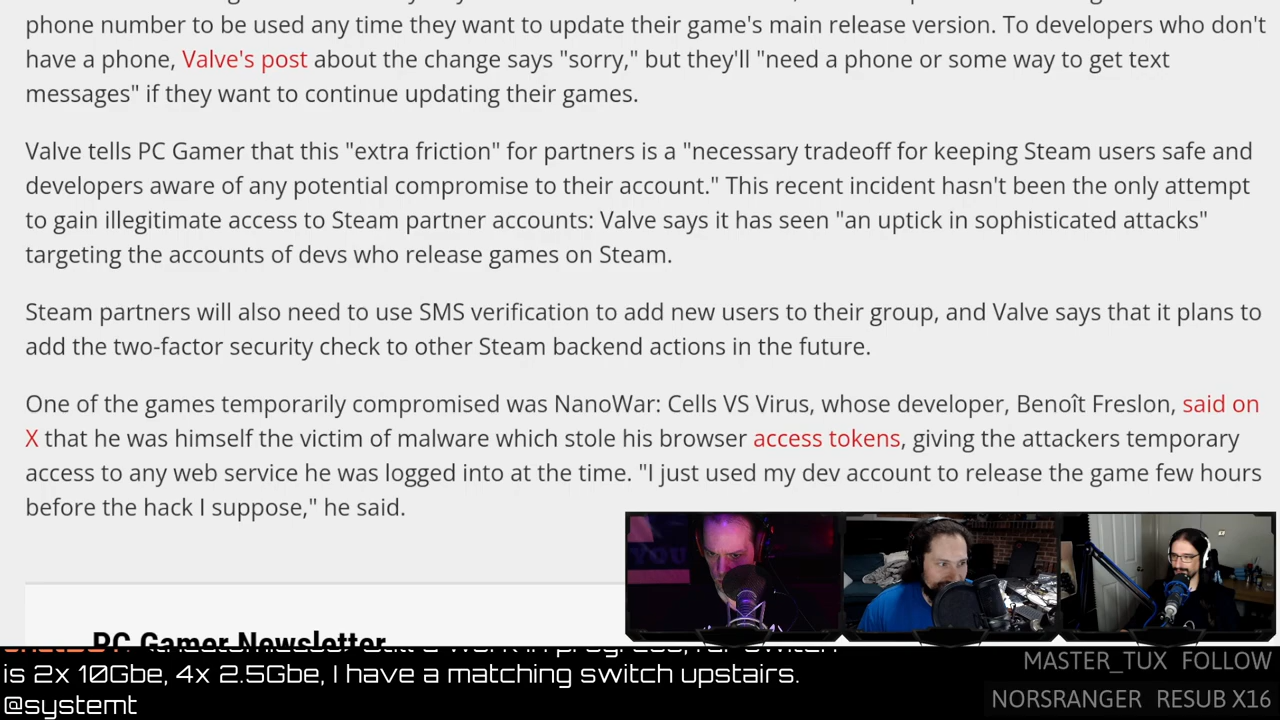 phone number to be used any time they want to update their game's main release version. To developers who don't
have a phone, Valve's post about the change says "sorry," but they'll "need a phone or some way to get text
messages" if they want to continue updating their games.
Valve tells PC Gamer that this "extra friction" for partners is a "necessary tradeoff for keeping Steam users safe and
developers aware of any potential compromise to their account." This recent incident hasn't been the only attempt
to gain illegitimate access to Steam partner accounts: Valve says it has seen "an uptick in sophisticated attacks"
targeting the accounts of devs who release games on Steam.
Steam partners will also need to use SMS verification to add new users to their group, and Valve says that it plans to
add the two-factor security check to other Steam backend actions in the future.
One of the games temporarily compromised was NanoWar: Cells VS Virus, whose developer, Benoît Freslon, said on
X that he was himself the victim of malware which stole his browser access tokens, giving the attackers temporary
access to any web service he was logged into at the time. "I just used my dev account to release the game few hours
before the hack I suppose," he said.
PC Gamer Newsletter
is 2x 10Gbe, 4x 2.5Gbe, I have a matching switch upstairs.
@systemt
MASTER_TUX FOLLOW
NORSRANGER RESUB X16